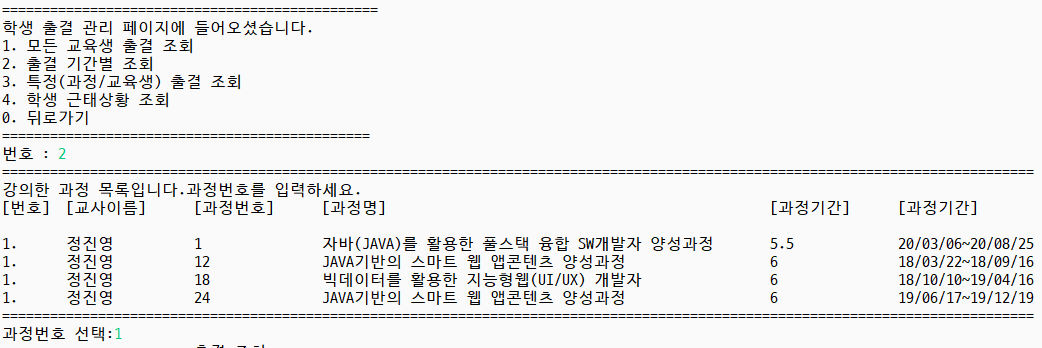 ===============================================
학생 출결 관리 페이지에 들어오셨습니다.
1. 모든 교육생 출결 조회
2. 출결 기간별 조회
3. 특정(과정/교육생) 출결 조회
4. 학생 근태상황 조회
0. 뒤로가기
==============================================
번호 : 2
=================================================================================================================================
강의한 과정 목록입니다.과정번호를 입력하세요.
[번호] [교사이름] [과정번호] [과정명] [과정기간] [과정기간]
1. 정진영 1 자바(JAVA)를 활용한 풀스택 융합 SW개발자 양성과정 5.5 20/03/06~20/08/25
1. 정진영 12 JAVA기반의 스마트 웹 앱콘텐츠 양성과정 6 18/03/22~18/09/16
1. 정진영 18 빅데이터를 활용한 지능형웹(UI/UX) 개발자 6 18/10/10~19/04/16
1. 정진영 24 JAVA기반의 스마트 웹 앱콘텐츠 양성과정 6 19/06/17~19/12/19
=================================================================================================================================
과정번호 선택:1